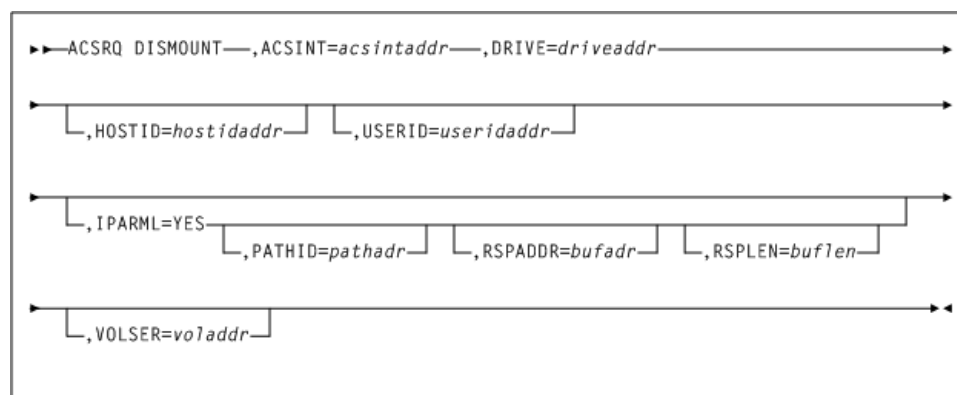 ACSRQ DISMOUNT ,ACSINT=acsintaddr ,DRIVE=driveaddr
,HOSTID=hostidaddr ,USERID=useridaddr
,IPARML=YES
,PATHID=pathadr ,RSPADDR=bufadr ,RSPLEN=buflen
,VOLSER=voladdr